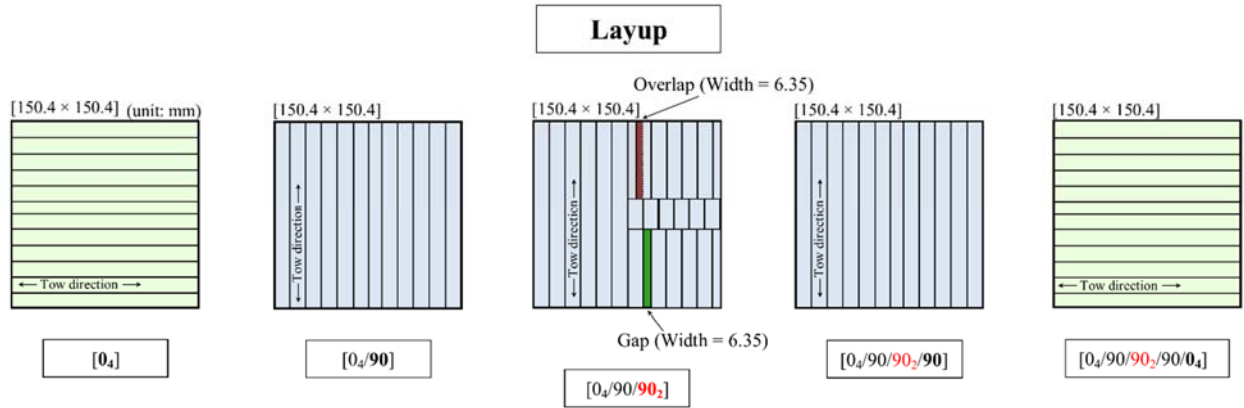 Layup
Overlap (Width = 6.35)
[150.4 × 150.4] (unit: mm)
[150.4 × 150.4]
[150.4 × 150.4]
[150.4 × 150.4]
[150.4 × 150.4]
Tow direction
Tow direction
Tow direction
Tow direction
Tow direction
Gap (Width = 6.35)
[0₄]
[0₄/90]
[0₄/90/90₂]
[0₄/90/90₂/90]
[0₄/90/90₂/90/0₄]